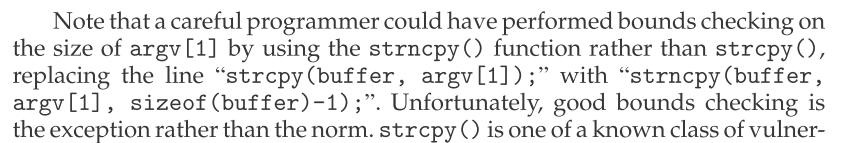 Note that a careful programmer could have performed bounds checking on
the size of argv[1] by using the strncpy() function rather than strcpy(),
replacing the line “strcpy(buffer, argv[1]);” with “strncpy(buffer,
argv[1], sizeof(buffer)-1);”. Unfortunately, good bounds checking is
the exception rather than the norm. strcpy() is one of a known class of vulner-